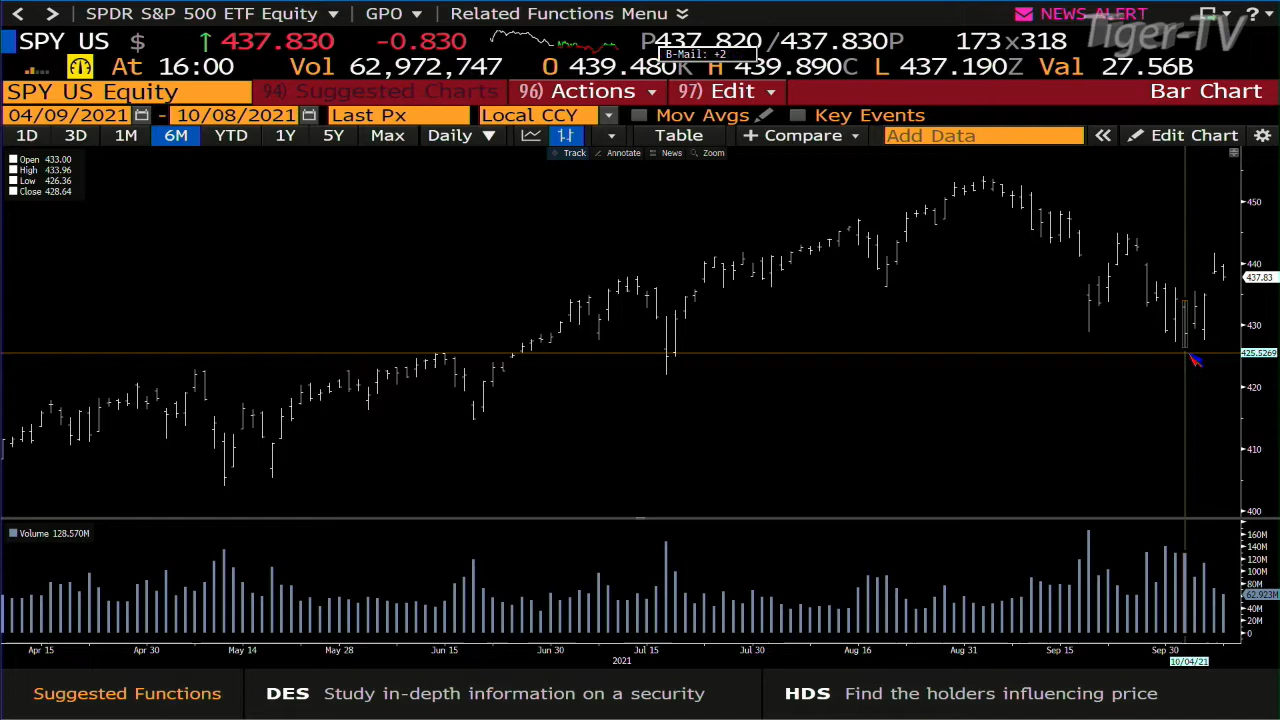 SPDR S&P 500 ETF Equity GPO Related Functions Menu NEWS ALERT ?
Tiger-TV
SPY US $ 437.830 -0.830 P437.820/437.830P 173x318
B-Mail: +2
At 16:00 Vol 62,972,747 O 439.480K H 439.890C L 437.190Z Val 27.56B
SPY US Equity 94) Suggested Charts 96) Actions 97) Edit Bar Chart
04/09/2021 - 10/08/2021 Last Px Local CCY Mov Avgs Key Events
1D 3D 1M 6M YTD 1Y 5Y Max Daily Table + Compare Add Data « Edit Chart
Track Annotate News Zoom
Open 433.00
High 433.96
Low 426.36
Close 428.64
450
440
437.83
430
425.5269
420
410
400
Volume 128.570M
160M
140M
120M
100M
80M
62.923M
40M
20M
0
Apr 15 Apr 30 May 14 May 28 Jun 15 Jun 30 Jul 15 Jul 30 Aug 16 Aug 31 Sep 15 Sep 30
2021 10/04/21
Suggested Functions DES Study in-depth information on a security HDS Find the holders influencing price